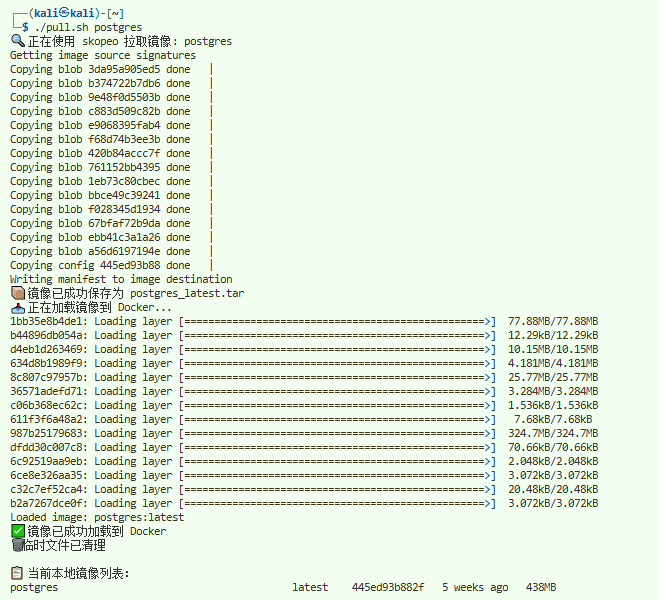 ┌──(kali㉿kali)-[~]
└─$ ./pull.sh postgres
🔍 正在使用 skopeo 拉取镜像: postgres
Getting image source signatures
Copying blob 3da95a905ed5 done   |
Copying blob b374722b7db6 done   |
Copying blob 9e48f0d5503b done   |
Copying blob c883d509c82b done   |
Copying blob e9068395fab4 done   |
Copying blob f68d74b3ee3b done   |
Copying blob 420b84accc7f done   |
Copying blob 761152bb4395 done   |
Copying blob 1eb73c80cbec done   |
Copying blob bbce49c39241 done   |
Copying blob f028345d1934 done   |
Copying blob 67bfaf72b9da done   |
Copying blob ebb41c3a1a26 done   |
Copying blob a56d6197194e done   |
Copying config 445ed93b88 done   |
Writing manifest to image destination
📦 镜像已成功保存为 postgres_latest.tar
📥 正在加载镜像到 Docker...
1bb35e8b4de1: Loading layer [==================================================>]  77.88MB/77.88MB
b44896db054a: Loading layer [==================================================>]  12.29kB/12.29kB
d4eb1d263469: Loading layer [==================================================>]  10.15MB/10.15MB
634d8b1989f9: Loading layer [==================================================>]  4.181MB/4.181MB
8c807c97957b: Loading layer [==================================================>]  25.77MB/25.77MB
36571adefd71: Loading layer [==================================================>]  3.284MB/3.284MB
c06b368ec62c: Loading layer [==================================================>]  1.536kB/1.536kB
611f3f6a48a2: Loading layer [==================================================>]   7.68kB/7.68kB
987b25179683: Loading layer [==================================================>]  324.7MB/324.7MB
dfdd30c007c8: Loading layer [==================================================>]  70.66kB/70.66kB
6c92519aa9eb: Loading layer [==================================================>]  2.048kB/2.048kB
6ce8e326aa35: Loading layer [==================================================>]  3.072kB/3.072kB
c32c7ef52ca4: Loading layer [==================================================>]  20.48kB/20.48kB
b2a7267dce0f: Loading layer [==================================================>]  3.072kB/3.072kB
Loaded image: postgres:latest
✅ 镜像已成功加载到 Docker
🗑️临时文件已清理
📋 当前本地镜像列表:
postgres                                       latest    445ed93b882f   5 weeks ago   438MB